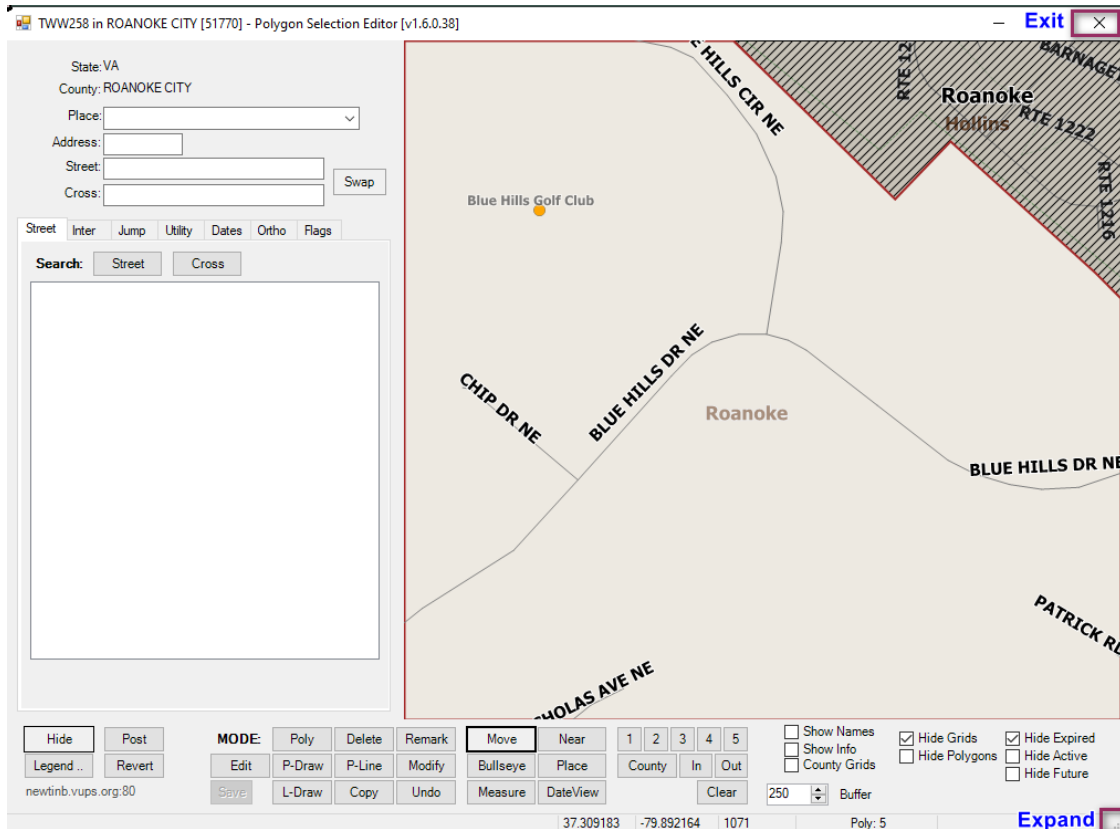 TWW258 in ROANOKE CITY [51770] - Polygon Selection Editor [v1.6.0.38]
Exit
State: VA
County: ROANOKE CITY
Place:
Address:
Street:
Cross:
Swap
Street Inter Jump Utility Dates Ortho Flags
Search: Street Cross
HILLS CIR NE
RTE 12
BARNAGET
Roanoke
Hollins
RTE 1222
RTE 1216
Blue Hills Golf Club
CHIP DR NE
BLUE HILLS DR NE
Roanoke
BLUE HILLS DR NE
PATRICK RD
HOLAS AVE NE
Hide Post MODE: Poly Delete Remark Move Near 1 2 3 4 5
Legend .. Revert Edit P-Draw P-Line Modify Bullseye Place County In Out
newtinb.vups.org:80 Save L-Draw Copy Undo Measure DateView Clear
Show Names
Show Info
County Grids
Hide Grids
Hide Polygons
Hide Expired
Hide Active
Hide Future
250 Buffer
37.309183 -79.892164 1071 Poly: 5
Expand